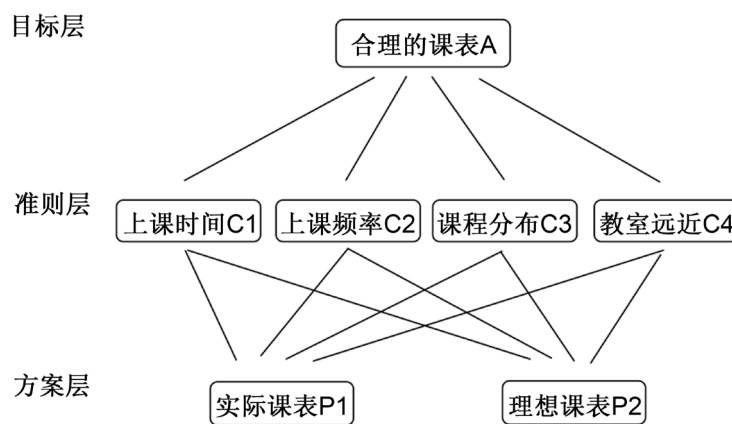 目标层
合理的课表A
准则层
上课时间C1
上课频率C2
课程分布C3
教室远近C4
方案层
实际课表P1
理想课表P2